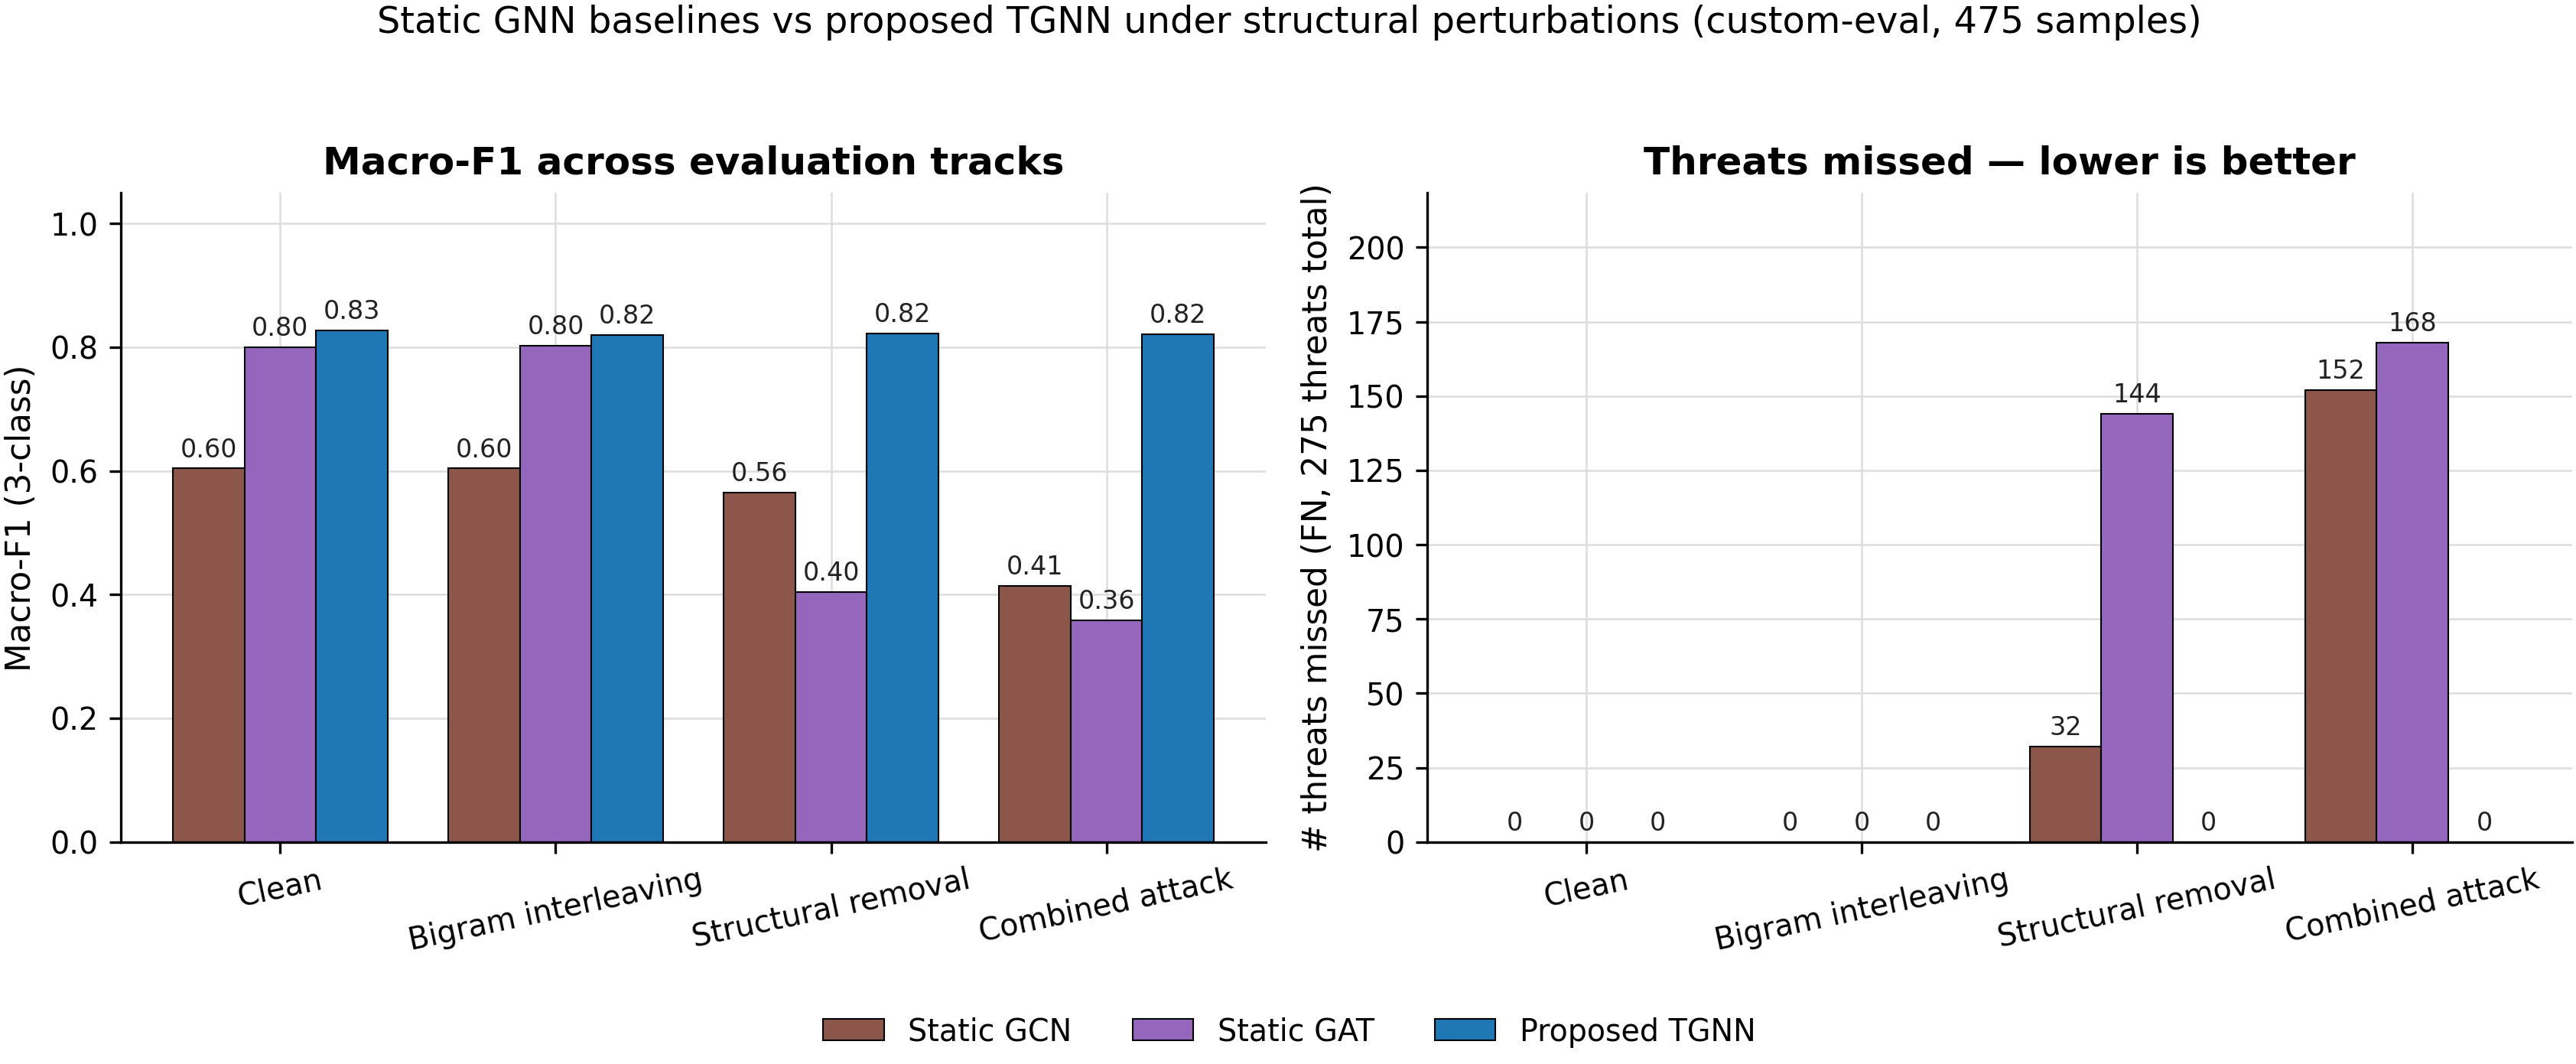 Static GNN baselines vs proposed TGNN under structural perturbations (custom-eval, 475 samples)
Macro-F1 across evaluation tracks
Macro-F1 (3-class)
1.0
0.8
0.6
0.4
0.2
0.0
0.60
0.80
0.83
0.60
0.80
0.82
0.56
0.40
0.82
0.41
0.36
0.82
Clean
Bigram interleaving
Structural removal
Combined attack
Threats missed — lower is better
# threats missed (FN, 275 threats total)
200
175
150
125
100
75
50
25
0
0
0
0
0
0
0
32
144
0
152
168
0
Clean
Bigram interleaving
Structural removal
Combined attack
Static GCN
Static GAT
Proposed TGNN